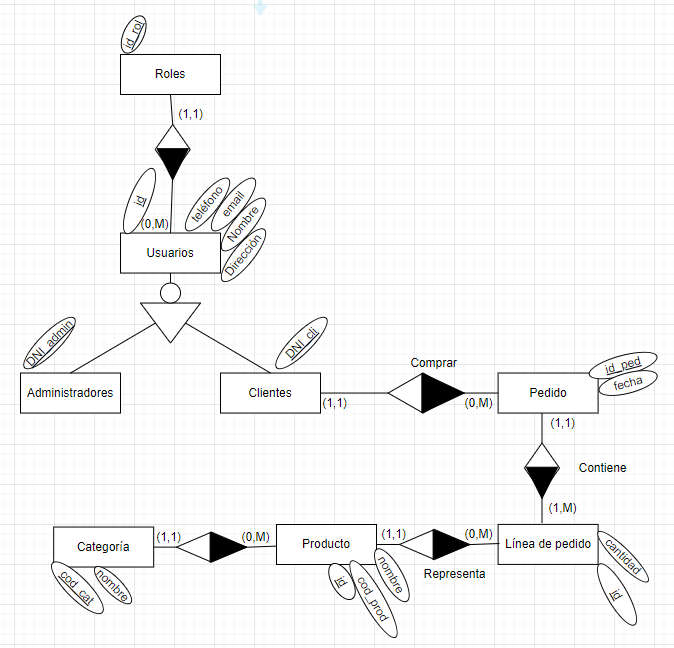 id_rol
Roles
(1,1)
id
teléfono
email
Nombre
Dirección
(0,M)
Usuarios
DNI_admin
DNI_cli
Administradores
Clientes
(1,1)
Comprar
(0,M)
Pedido
id_ped
fecha
(1,1)
Contiene
(1,M)
Categoría
(1,1)
(0,M)
Producto
(1,1)
(0,M)
Línea de pedido
Representa
cod_cat
nombre
id
cod_prod
nombre
cantidad
id